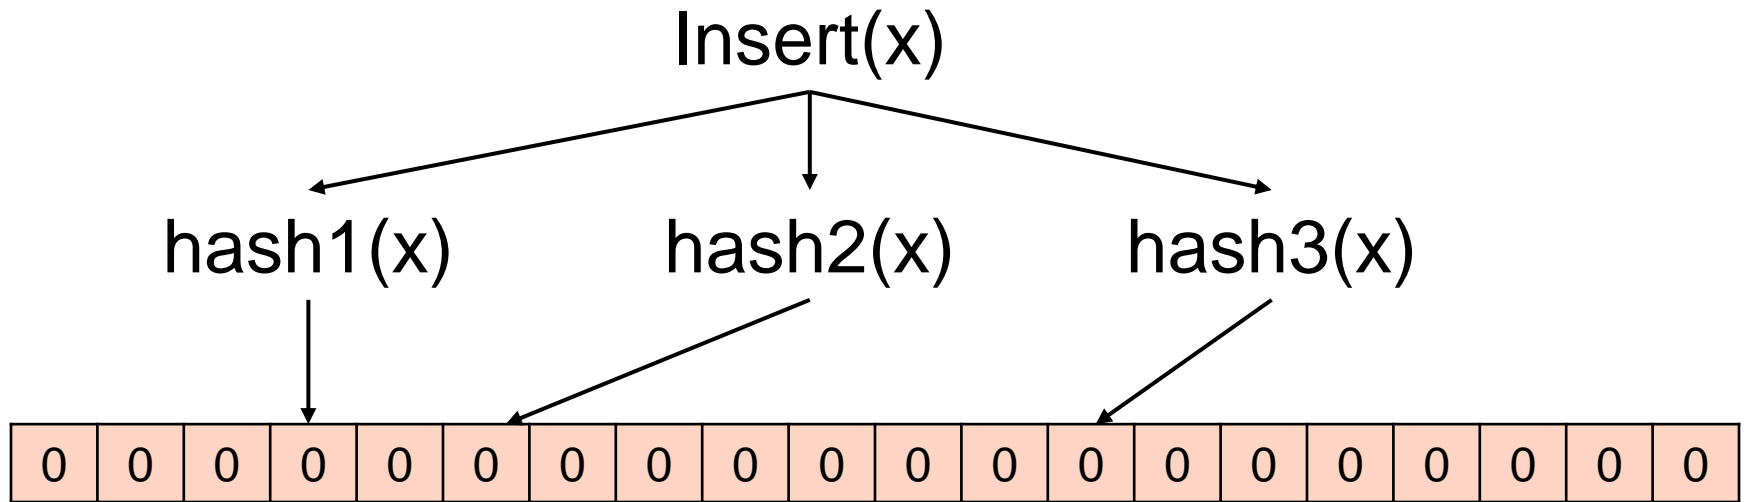 Insert(x)
hash1(x) hash2(x) hash3(x)
0 0 0 0 0 0 0 0 0 0 0 0 0 0 0 0 0 0 0 0